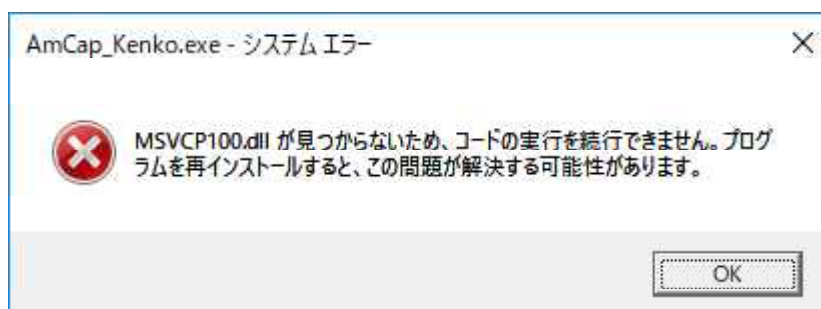 AmCap_Kenko.exe - システム エラー
MSVCP100.dll が見つからないため、コードの実行を続行できません。プログ
ラムを再インストールすると、この問題が解決する可能性があります。
OK